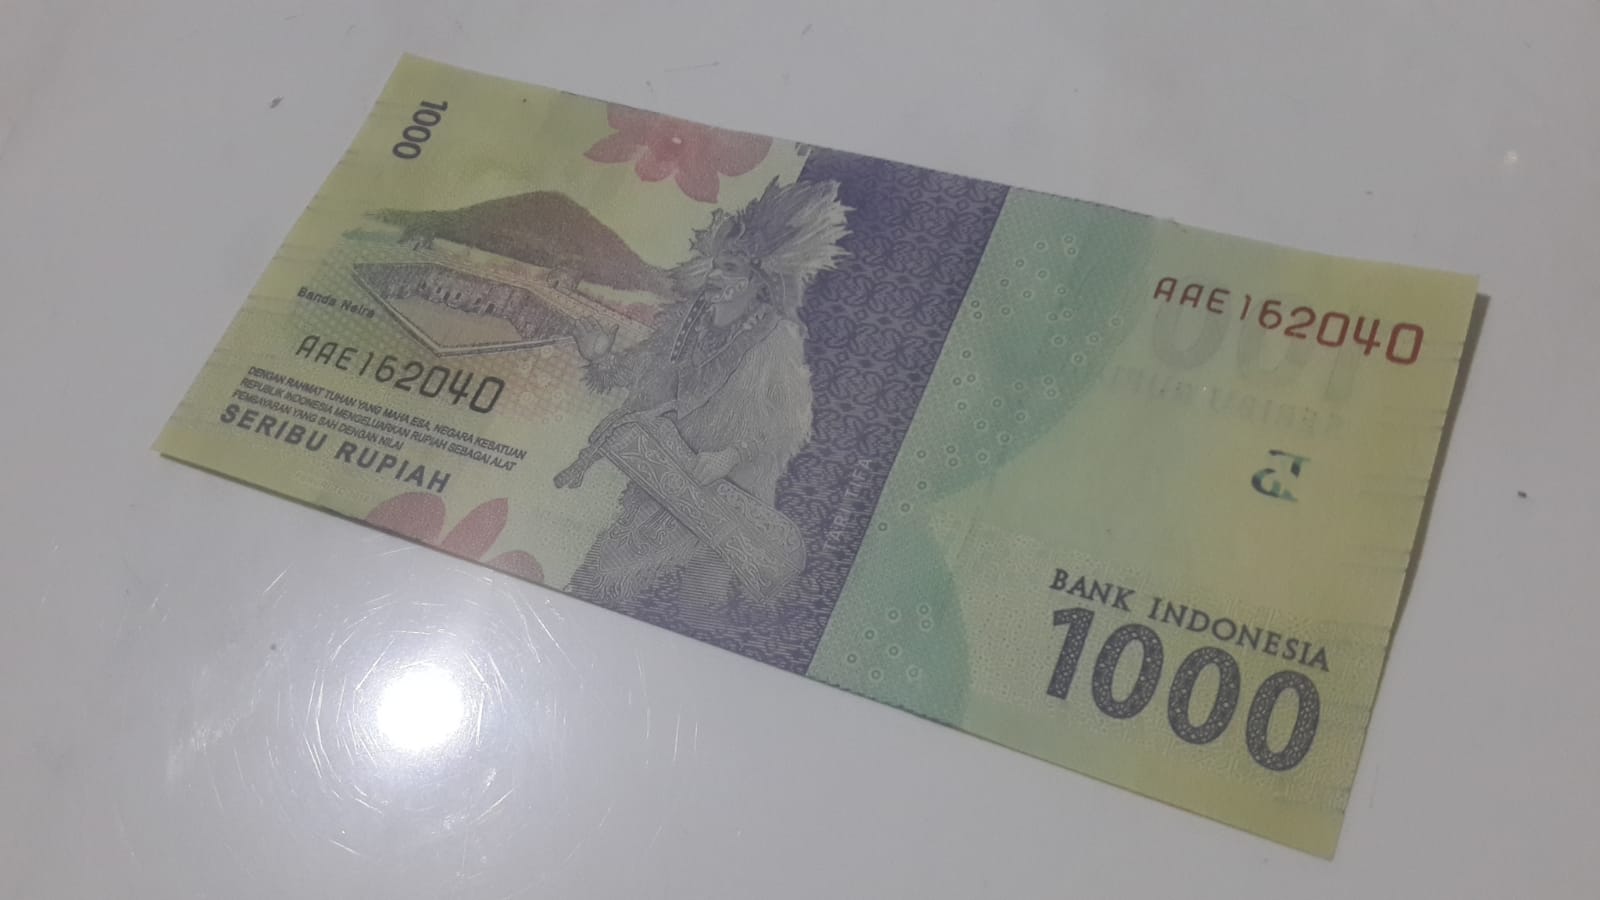 1000
Banda Neira
AAE162040
DENGAN RAHMAT TUHAN YANG MAHA ESA, NEGARA KESATUAN
REPUBLIK INDONESIA MENGELUARKAN RUPIAH SEBAGAI ALAT
PEMBAYARAN YANG SAH DENGAN NILAI
SERIBU RUPIAH
TARI TIFA
AAE162040
BANK INDONESIA
1000